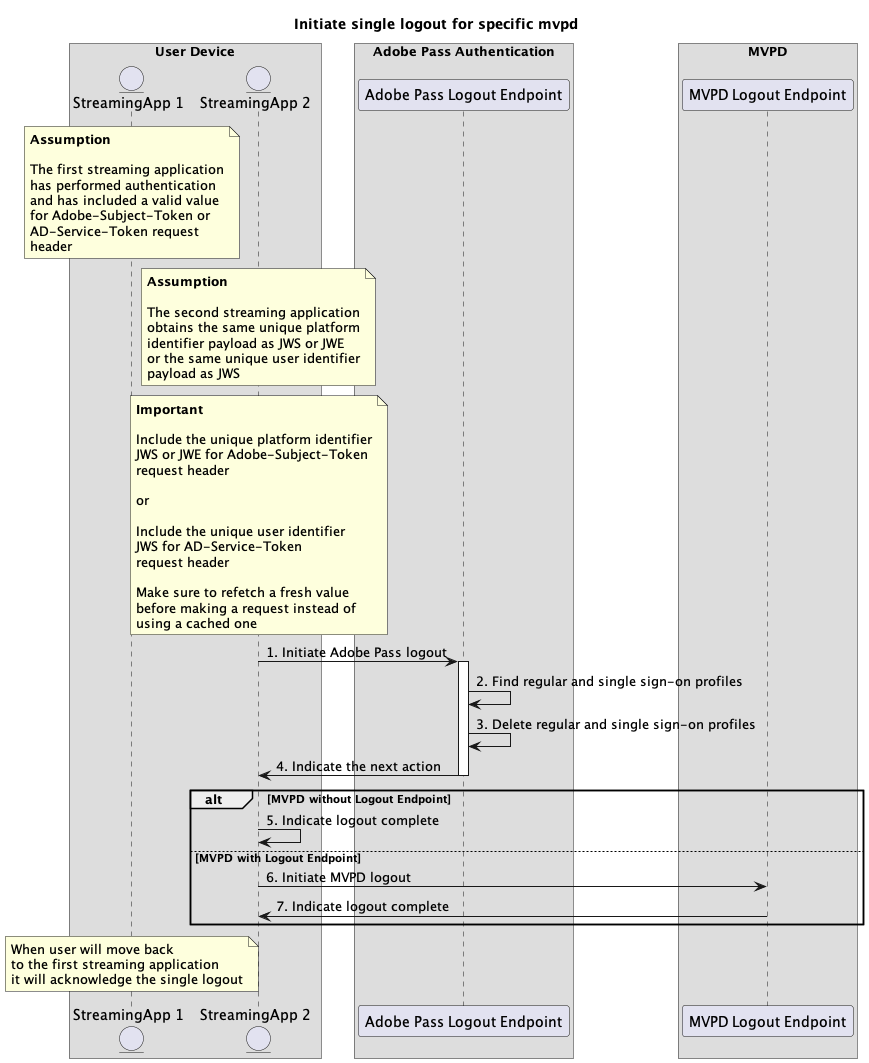 Initiate single logout for specific mvpd
User Device
Adobe Pass Authentication
MVPD
StreamingApp 1
StreamingApp 2
Adobe Pass Logout Endpoint
MVPD Logout Endpoint
Assumption
The first streaming application
has performed authentication
and has included a valid value
for Adobe-Subject-Token or
AD-Service-Token request
header
Assumption
The second streaming application
obtains the same unique platform
identifier payload as JWS or JWE
or the same unique user identifier
payload as JWS
Important
Include the unique platform identifier
JWS or JWE for Adobe-Subject-Token
request header
or
Include the unique user identifier
JWS for AD-Service-Token
request header
Make sure to refetch a fresh value
before making a request instead of
using a cached one
1. Initiate Adobe Pass logout
2. Find regular and single sign-on profiles
3. Delete regular and single sign-on profiles
4. Indicate the next action
alt
[MVPD without Logout Endpoint]
5. Indicate logout complete
[MVPD with Logout Endpoint]
6. Initiate MVPD logout
7. Indicate logout complete
When user will move back
to the first streaming application
it will acknowledge the single logout
StreamingApp 1
StreamingApp 2
Adobe Pass Logout Endpoint
MVPD Logout Endpoint